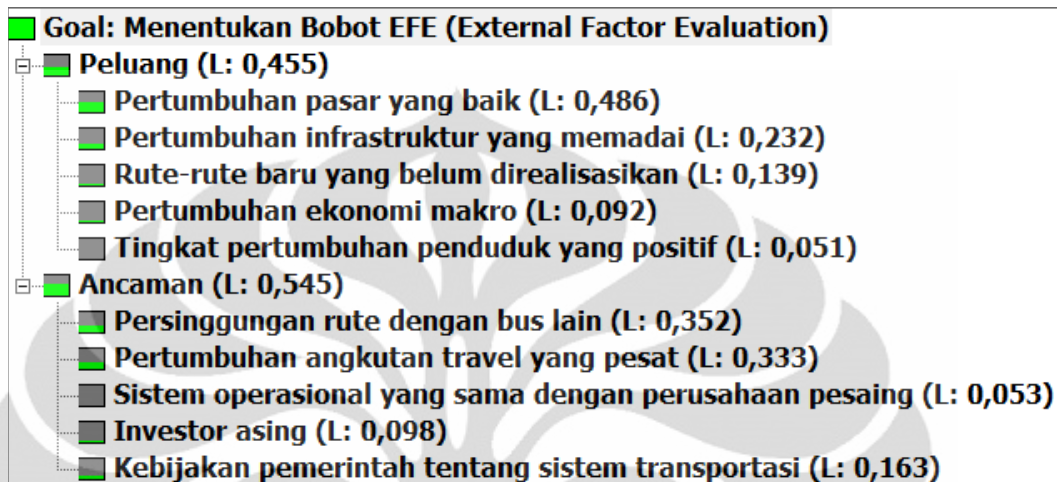 Goal: Menentukan Bobot EFE (External Factor Evaluation)
Peluang (L: 0,455)
Pertumbuhan pasar yang baik (L: 0,486)
Pertumbuhan infrastruktur yang memadai (L: 0,232)
Rute-rute baru yang belum direalisasikan (L: 0,139)
Pertumbuhan ekonomi makro (L: 0,092)
Tingkat pertumbuhan penduduk yang positif (L: 0,051)
Ancaman (L: 0,545)
Persinggungan rute dengan bus lain (L: 0,352)
Pertumbuhan angkutan travel yang pesat (L: 0,333)
Sistem operasional yang sama dengan perusahaan pesaing (L: 0,053)
Investor asing (L: 0,098)
Kebijakan pemerintah tentang sistem transportasi (L: 0,163)